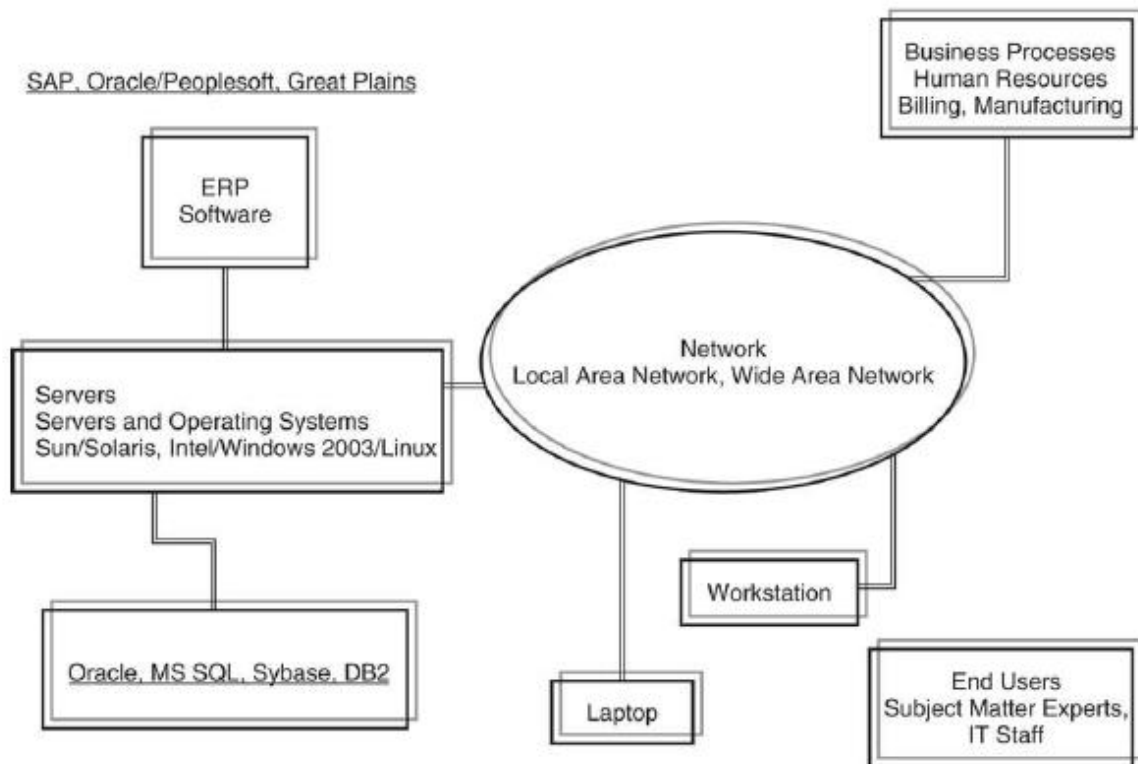 SAP, Oracle/Peoplesoft, Great Plains
Business Processes
Human Resources
Billing, Manufacturing
ERP
Software
Network
Local Area Network, Wide Area Network
Servers
Servers and Operating Systems
Sun/Solaris, Intel/Windows 2003/Linux
Workstation
Oracle, MS SQL, Sybase, DB2
Laptop
End Users
Subject Matter Experts,
IT Staff